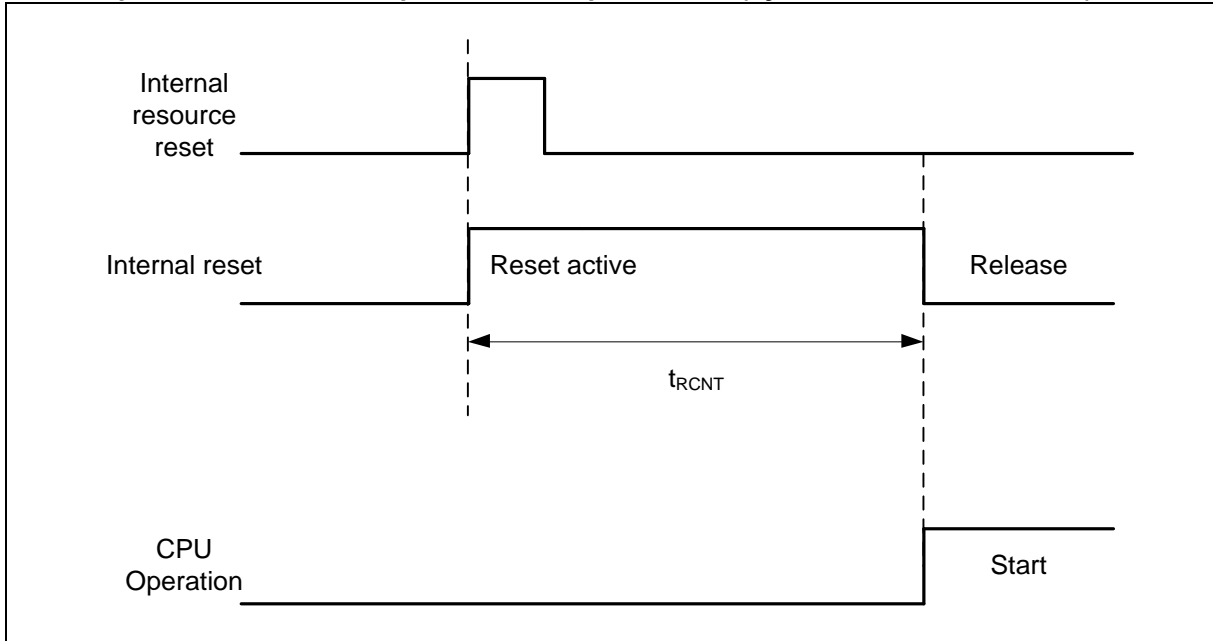 Internal
resource
reset
Internal reset
Reset active
Release
tRCNT
CPU
Operation
Start